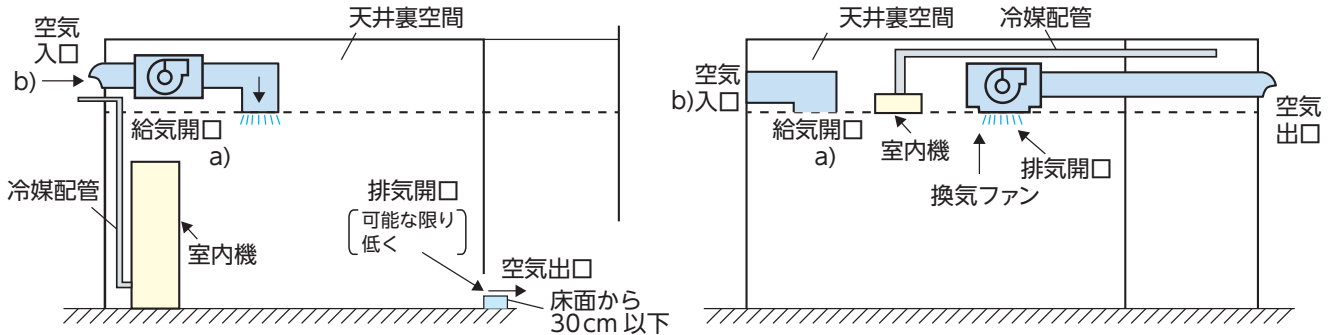 空気
入口
b)
天井裏空間
給気開口
a)
冷媒配管
室内機
排気開口
可能な限り
低く
空気出口
床面から
30cm 以下
天井裏空間
冷媒配管
空気
b)入口
給気開口
a)
室内機
換気ファン
排気開口
空気
出口